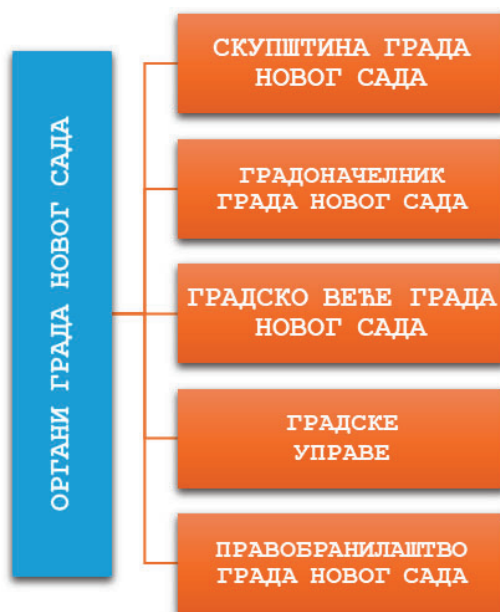 ОРГАНИ ГРАДА НОВОГ САДА
СКУПШТИНА ГРАДА
НОВОГ САДА
ГРАДОНАЧЕЛНИК
ГРАДА НОВОГ САДА
ГРАДСКО ВЕЋЕ ГРАДА
НОВОГ САДА
ГРАДСКЕ
УПРАВЕ
ПРАВОБРАНИЛАШТВО
ГРАДА НОВОГ САДА